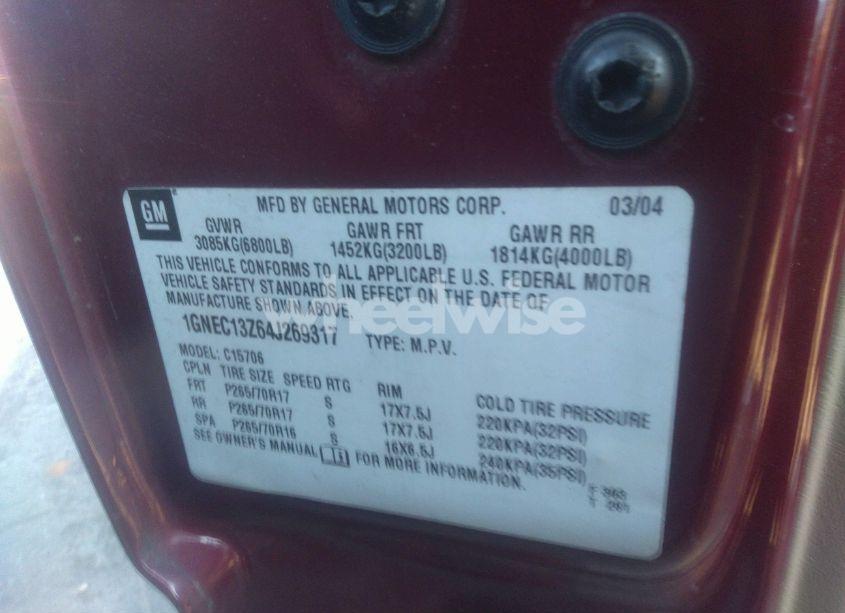 GM
MFD BY GENERAL MOTORS CORP. 03/04
GVWR GAWR FRT GAWR RR
3085KG(6800LB) 1452KG(3200LB) 1814KG(4000LB)
THIS VEHICLE CONFORMS TO ALL APPLICABLE U.S. FEDERAL MOTOR
VEHICLE SAFETY STANDARDS IN EFFECT ON THE DATE OF
MANUFACTURE SHOWN ABOVE.
1GNEC13Z64J269317 TYPE: M.P.V.
wheelwise
MODEL: C15706
CPLN TIRE SIZE SPEED RTG RIM COLD TIRE PRESSURE
FRT P265/70R17 S 17X7.5J 220KPA(32PSI)
RR P265/70R17 S 17X7.5J 220KPA(32PSI)
SPA P265/70R16 S 16X6.5J 240KPA(35PSI)
SEE OWNER'S MANUAL FOR MORE INFORMATION.